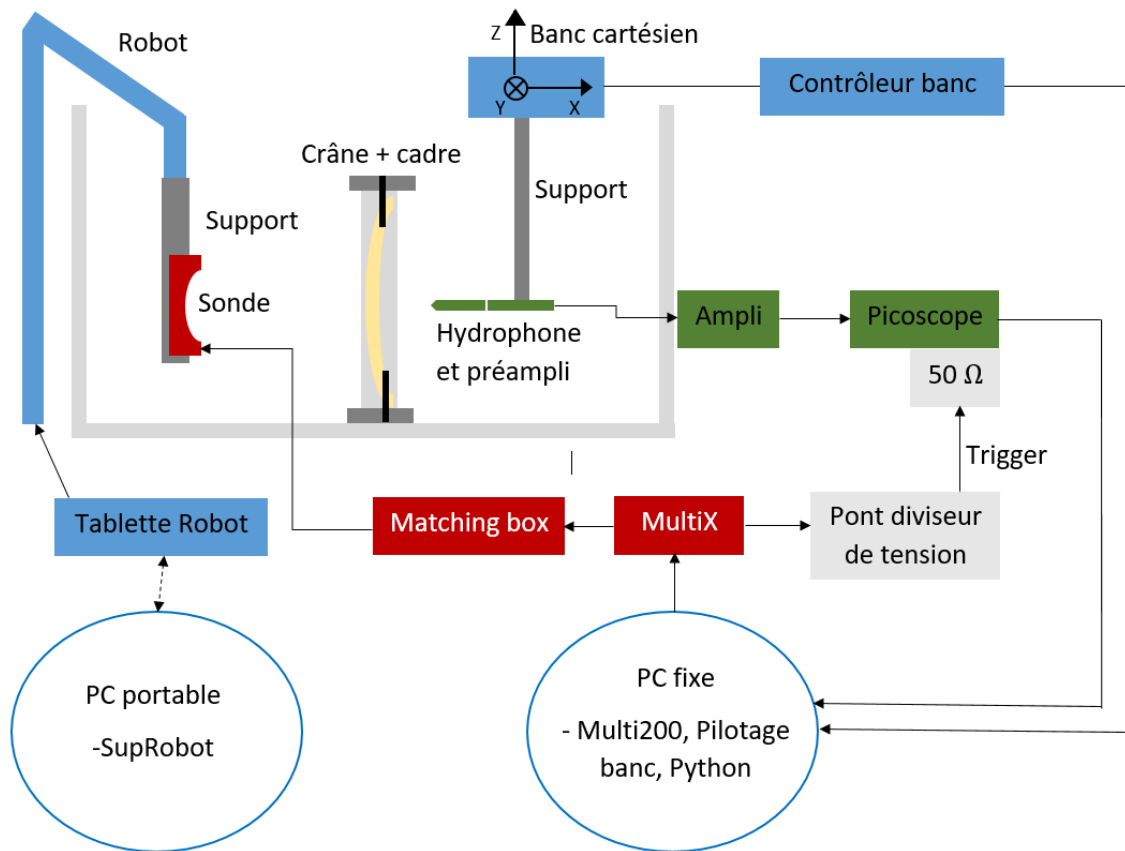 Robot
Z
Banc cartésien
Y
X
Contrôleur banc
Crâne + cadre
Support
Support
Sonde
Hydrophone
et préampli
Ampli
Picoscope
50 Ω
Trigger
Tablette Robot
Matching box
MultiX
Pont diviseur
de tension
PC portable
-SupRobot
PC fixe
- Multi200, Pilotage
banc, Python